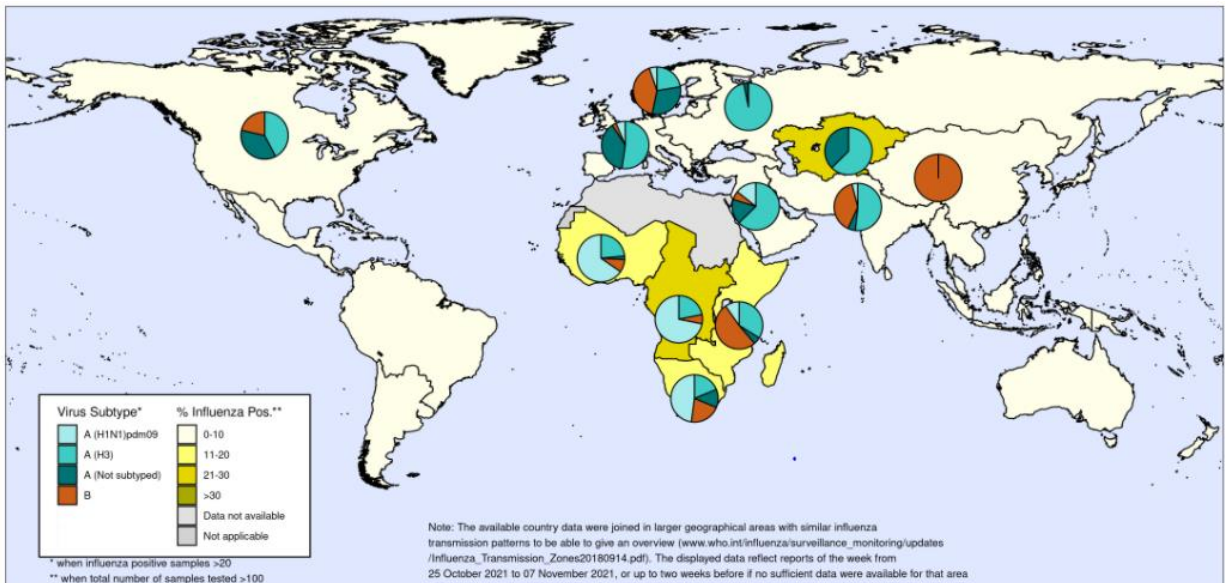 Virus Subtype*
A (H1N1)pdm09
A (H3)
A (Not subtyped)
B
% Influenza Pos.**
0-10
11-20
21-30
>30
Data not available
Not applicable
* when influenza positive samples >20
** when total number of samples tested >100
Note: The available country data were joined in larger geographical areas with similar influenza
transmission patterns to be able to give an overview (www.who.int/influenza/surveillance_monitoring/updates
/Influenza_Transmission_Zones20180914.pdf). The displayed data reflect reports of the week from
25 October 2021 to 07 November 2021, or up to two weeks before if no sufficient data were available for that area